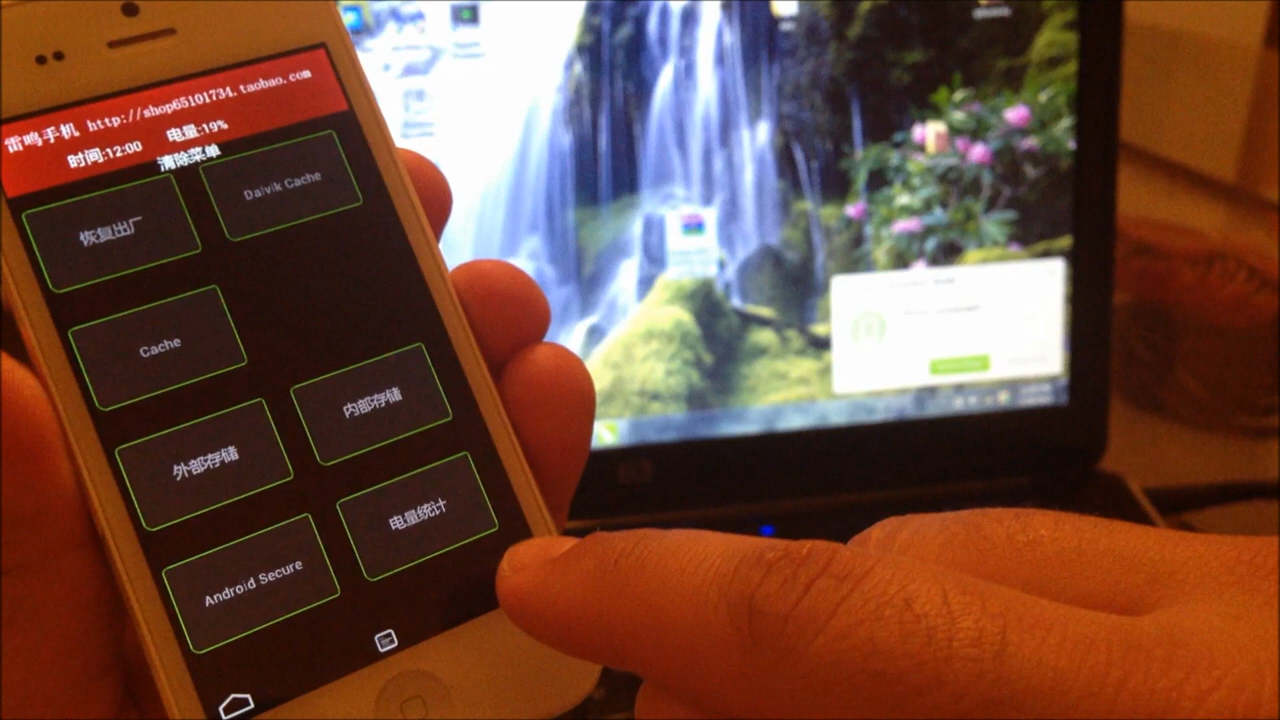 雷鸣手机 http://shop65101734.taobao.com
时间:12:00 电量:19%
清除菜单
恢复出厂 Dalvik Cache
Cache
外部存储 内部存储
Android Secure 电量统计